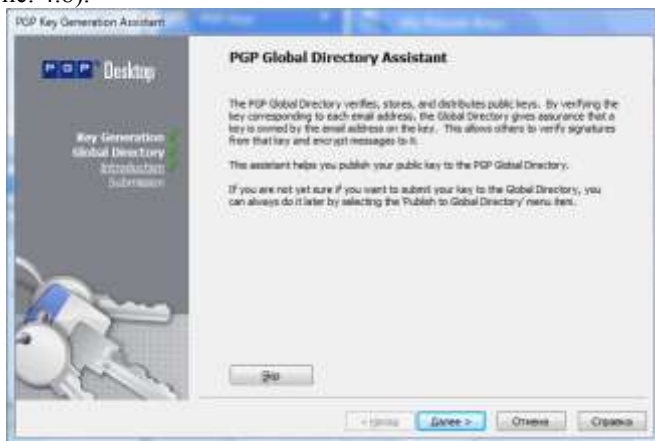 4.8).
PGP Key Generation Assistant
PGP Desktop
PGP Global Directory Assistant
The PGP Global Directory verifies, stores, and distributes public keys. By verifying the
key corresponding to each email address, the Global Directory gives assurance that a
key is owned by the email address on the key. This allows others to verify signatures
from that key and encrypt messages to it.
This assistant helps you publish your public key to the PGP Global Directory.
If you are not yet sure if you want to submit your key to the Global Directory, you
can always do it later by selecting the 'Publish to Global Directory' menu item.
Key Generation
Global Directory
Introduction
Submission
Skip
< Назад
Далее >
Отмена
Справка